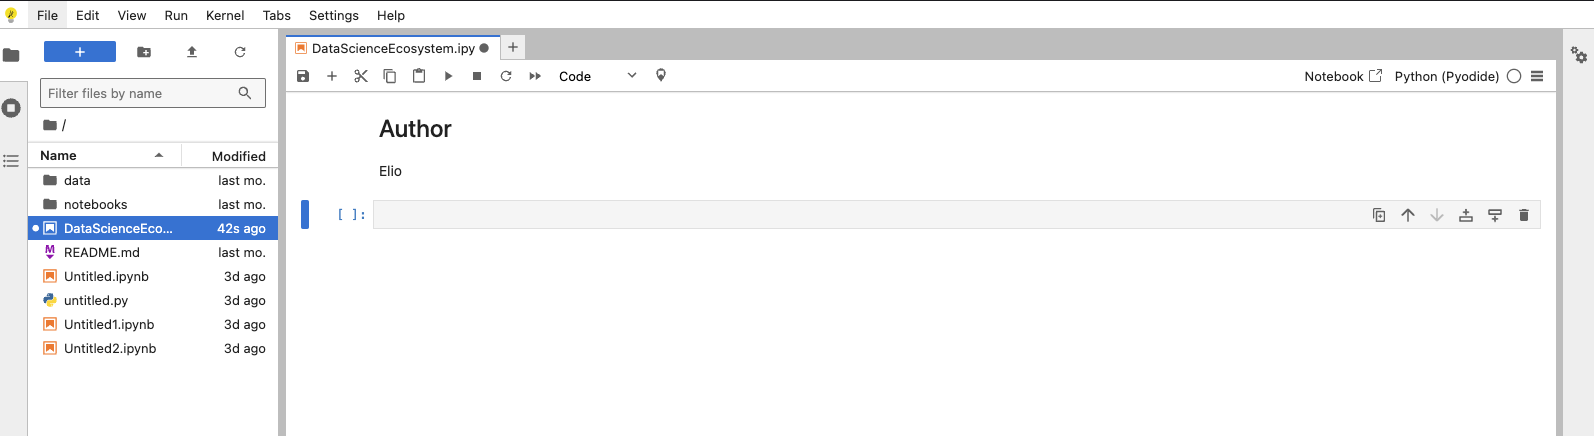 File Edit View Run Kernel Tabs Settings Help
Filter files by name
/
Name Modified
data last mo.
notebooks last mo.
DataScienceEco... 42s ago
README.md last mo.
Untitled.ipynb 3d ago
untitled.py 3d ago
Untitled1.ipynb 3d ago
Untitled2.ipynb 3d ago
DataScienceEcosystem.ipy
Code Notebook Python (Pyodide)
Author
Elio
[ ]: